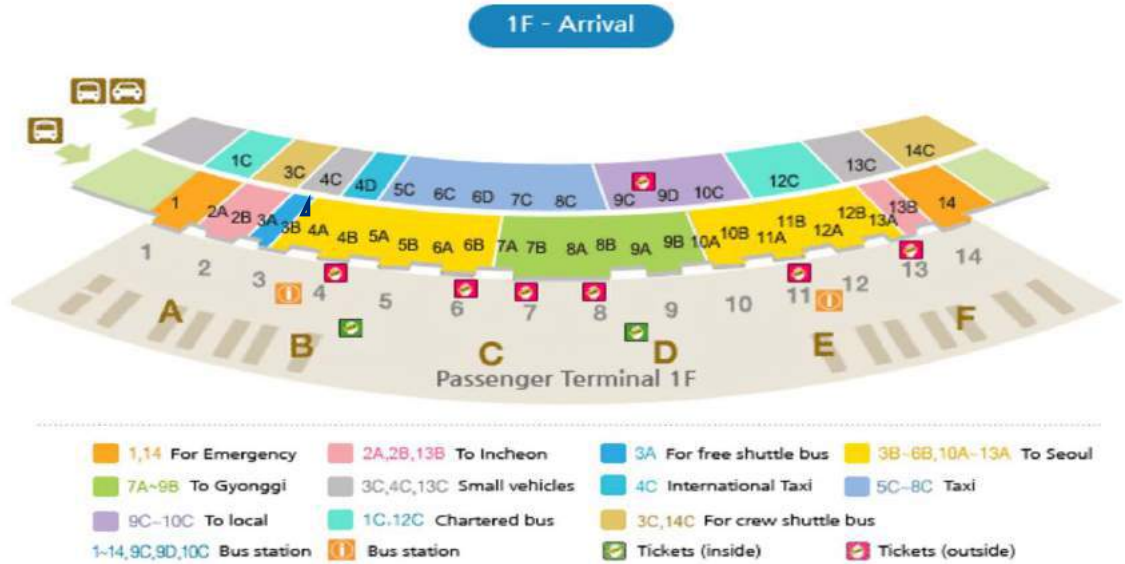 1F - Arrival
1C 3C 4C 4D 5C 6C 6D 7C 8C 9C 9D 10C 12C 13C 14C
1 2A 2B 3A 3B 4A 4B 5A 5B 6A 6B 7A 7B 8A 8B 9A 9B 10A 10B 11A 11B 12A 12B 13A 13B 14
1 2 3 4 5 6 7 8 9 10 11 12 13 14
A B C D E F
Passenger Terminal 1F
1,14 For Emergency 2A,2B,13B To Incheon 3A For free shuttle bus 3B~6B,10A~13A To Seoul
7A~9B To Gyonggi 3C,4C,13C Small vehicles 4C International Taxi 5C~8C Taxi
9C~10C To local 1C.12C Chartered bus 3C,14C For crew shuttle bus
1~14,9C,9D,10C Bus station Bus station Tickets (inside) Tickets (outside)